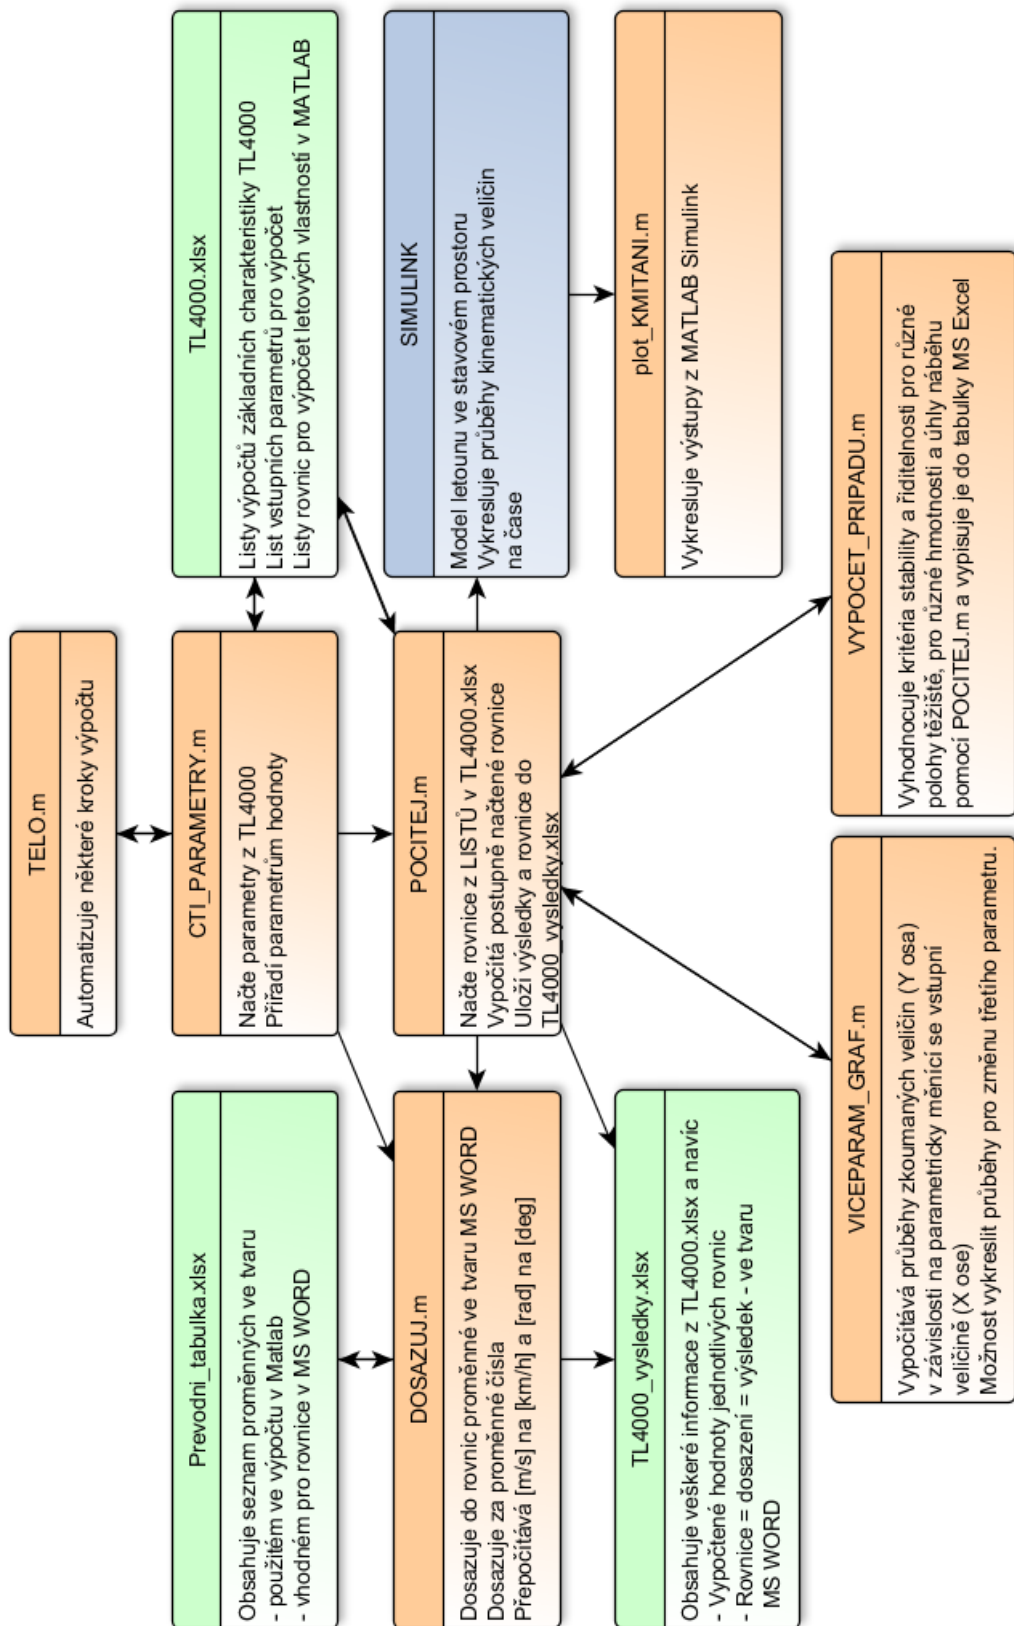 TELO.m
Automatizuje některé kroky výpočtu
Prevodni_tabulka.xlsx
Obsahuje seznam proměnných ve tvaru
- použitém ve výpočtu v Matlab
- vhodném pro rovnice v MS WORD
CTI_PARAMETRY.m
Načte parametry z TL4000
Přiřadí parametrům hodnoty
TL4000.xlsx
Listy výpočtů základních charakteristiky TL4000
List vstupních parametrů pro výpočet
Listy rovnic pro výpočet letových vlastností v MATLAB
DOSAZUJ.m
Dosazuje do rovnic proměnné ve tvaru MS WORD
Dosazuje za proměnné čísla
Přepočítává [m/s] na [km/h] a [rad] na [deg]
POCITEJ.m
Načte rovnice z LISTŮ v TL4000.xlsx
Vypočítá postupně načtené rovnice
Uloží výsledky a rovnice do
TL4000_vysledky.xlsx
SIMULINK
Model letounu ve stavovém prostoru
Vykresluje průběhy kinematických veličin
na čase
TL4000_vysledky.xlsx
Obsahuje veškeré informace z TL4000.xlsx a navíc
- Vypočtené hodnoty jednotlivých rovnic
- Rovnice = dosazení = výsledek - ve tvaru
MS WORD
plot_KMITANI.m
Vykresluje výstupy z MATLAB Simulink
VICEPARAM_GRAF.m
Vypočítává průběhy zkoumaných veličin (Y osa)
v závislosti na parametricky měnící se vstupní
veličině (X ose)
Možnost vykreslit průběhy pro změnu třetího parametru.
VYPOCET_PRIPADU.m
Vyhodnocuje kritéria stability a řiditelnosti pro různé
polohy těžiště, pro různé hmotnosti a úhly náběhu
pomocí POCITEJ.m a vypisuje je do tabulky MS Excel